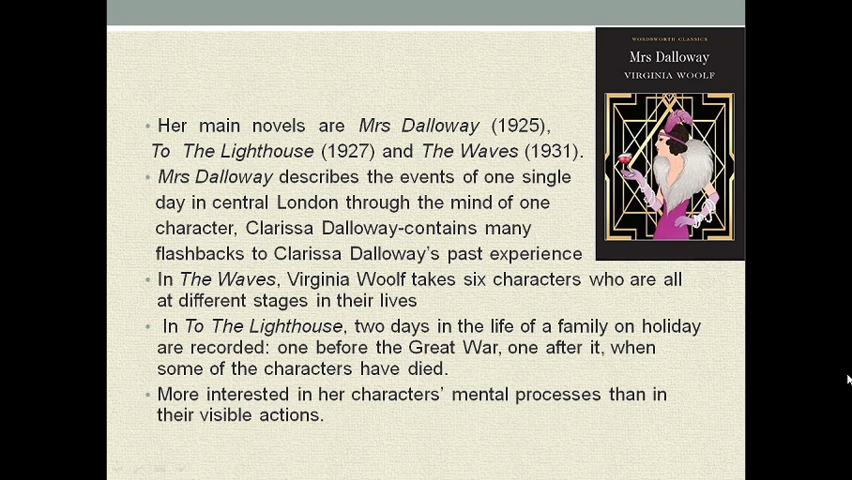 WORDSWORTH CLASSICS
Mrs Dalloway
VIRGINIA WOOLF
Her main novels are Mrs Dalloway (1925),
To The Lighthouse (1927) and The Waves (1931).
Mrs Dalloway describes the events of one single
day in central London through the mind of one
character, Clarissa Dalloway-contains many
flashbacks to Clarissa Dalloway's past experience
In The Waves, Virginia Woolf takes six characters who are all
at different stages in their lives
In To The Lighthouse, two days in the life of a family on holiday
are recorded: one before the Great War, one after it, when
some of the characters have died.
More interested in her characters' mental processes than in
their visible actions.